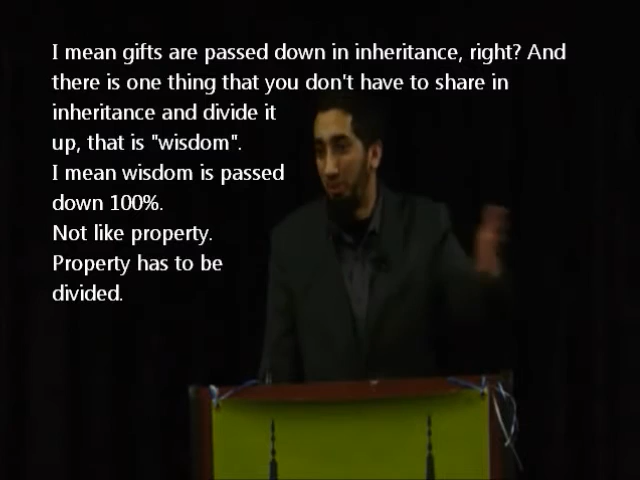 I mean gifts are passed down in inheritance, right? And
there is one thing that you don't have to share in
inheritance and divide it
up, that is "wisdom".
I mean wisdom is passed
down 100%.
Not like property.
Property has to be
divided.